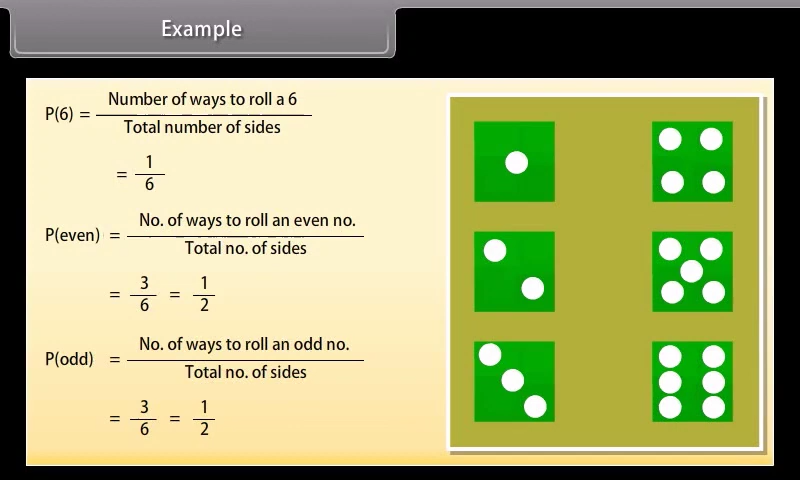 Example
P(6) = Number of ways to roll a 6 / Total number of sides
= 1/6
P(even) = No. of ways to roll an even no. / Total no. of sides
= 3/6 = 1/2
P(odd) = No. of ways to roll an odd no. / Total no. of sides
= 3/6 = 1/2